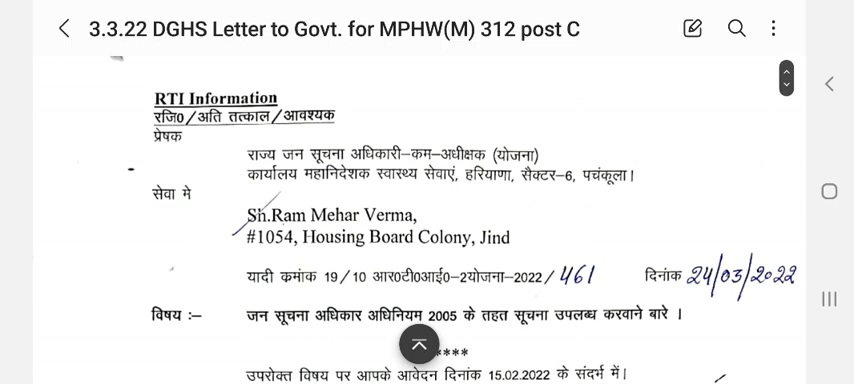 3.3.22 DGHS Letter to Govt. for MPHW(M) 312 post C
RTI Information
रजि0/अति तत्काल/आवश्यक
प्रेषक
राज्य जन सूचना अधिकारी–कम–अधीक्षक (योजना)
कार्यालय महानिदेशक स्वास्थ्य सेवाएं, हरियाणा, सैक्टर–6, पचंकूला।
सेवा मे
Sh.Ram Mehar Verma,
#1054, Housing Board Colony, Jind
यादी कमांक 19/10 आर0टी0आई0–2योजना–2022/461 दिनांक 24/03/2022
विषय :– जन सूचना अधिकार अधिनियम 2005 के तहत सूचना उपलब्ध करवाने बारे ।
****
उपरोक्त विषय पर आपके आवेदन दिनांक 15.02.2022 के संदर्भ में।